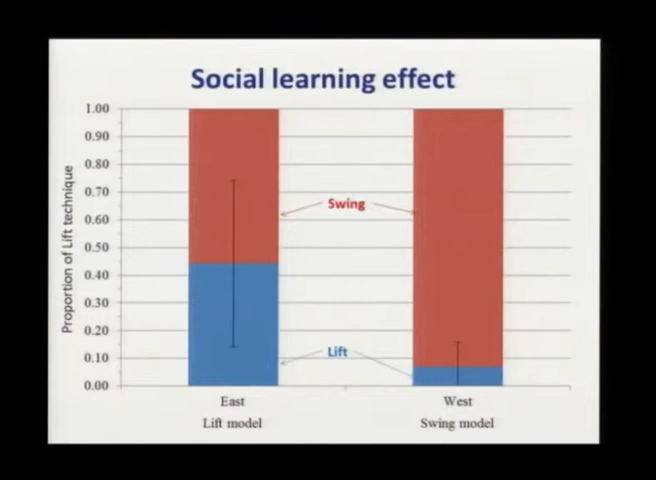 Social learning effect
Proportion of Lift technique
1.00
0.90
0.80
0.70
0.60
0.50
0.40
0.30
0.20
0.10
0.00
Swing
Lift
East
West
Lift model
Swing model